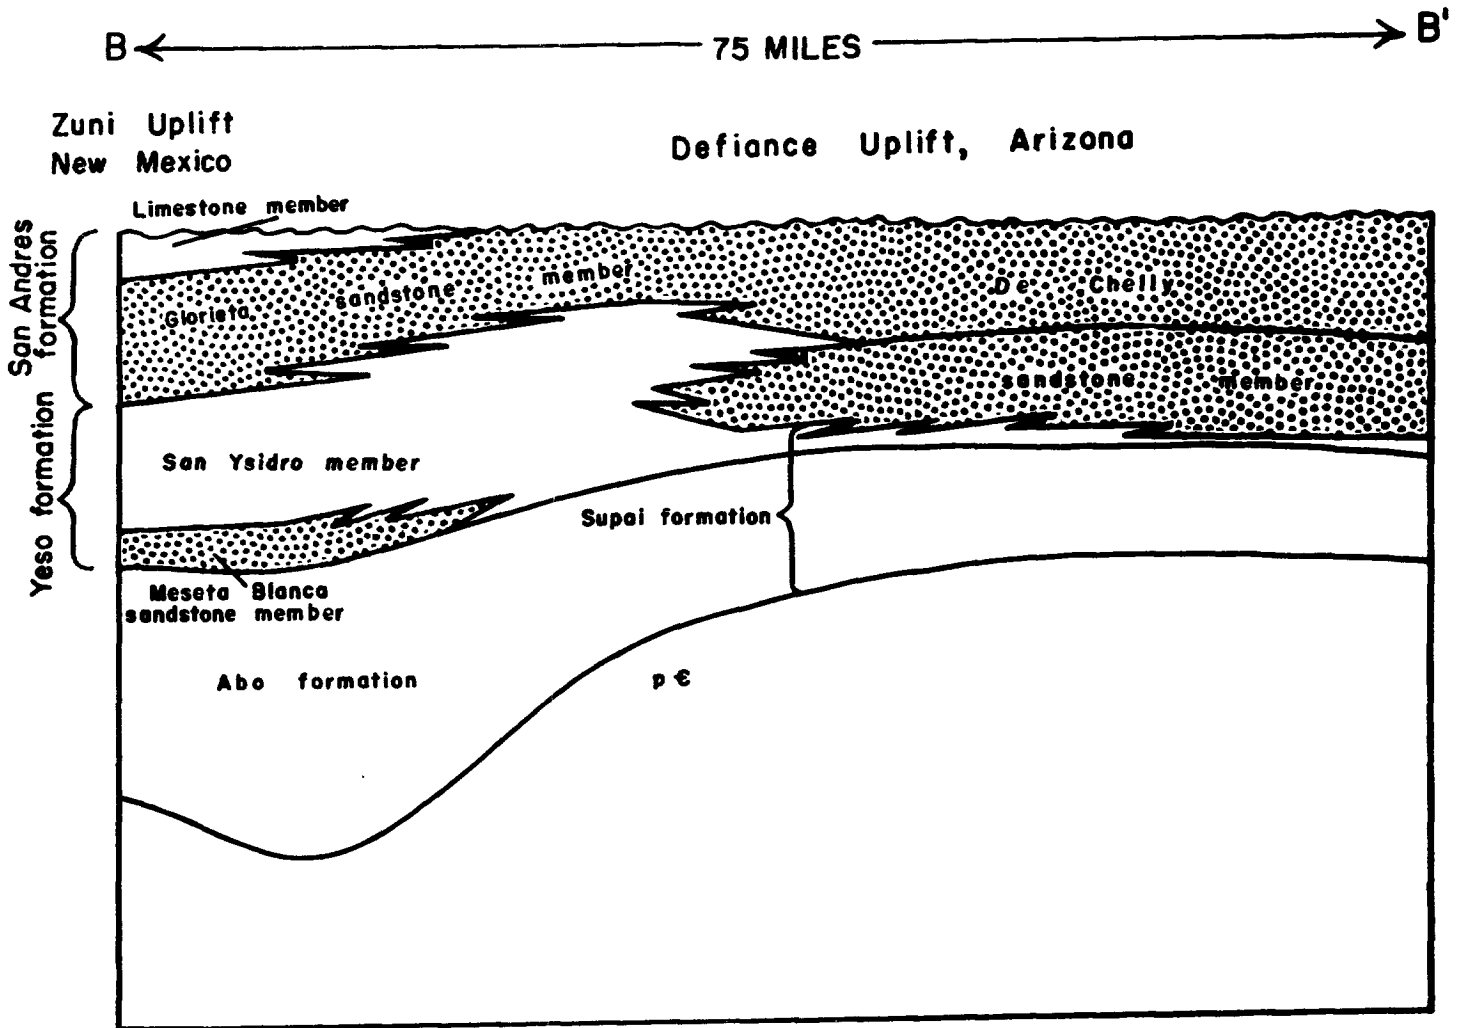 B
75 MILES
B'
Zuni Uplift
New Mexico
Defiance Uplift, Arizona
Limestone member
San Andres
formation
Glorieta sandstone member
De Chelly
sandstone member
Yeso formation
San Ysidro member
Supai formation
Meseta Blanca
sandstone member
Abo formation
p Є